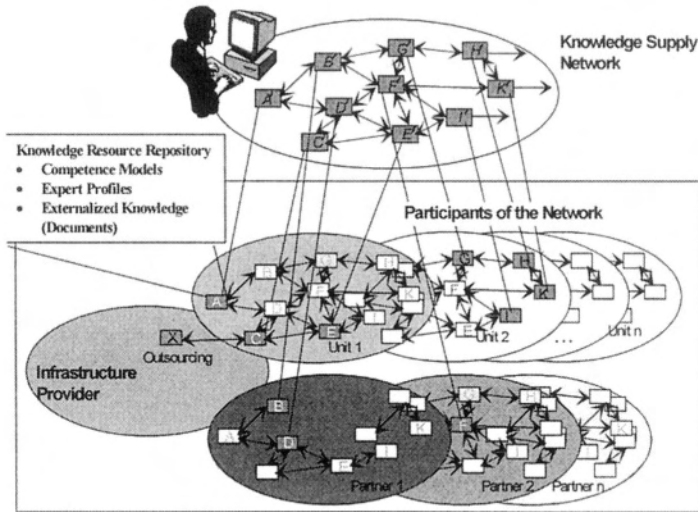 Knowledge Supply
Network
G'
H'
B'
F'
K'
A'
D'
I'
C'
E'
Knowledge Resource Repository
• Competence Models
• Expert Profiles
• Externalized Knowledge
(Documents)
Participants of the Network
G
H
G
H
B
F
K
F
K
A
D
I
I
X
C
E
E
Outsourcing
Unit 1
Unit 2
...
Unit n
Infrastructure
Provider
B
G
H
A
K
F
K
D
E
I
E
I
Partner 1
Partner 2
Partner n